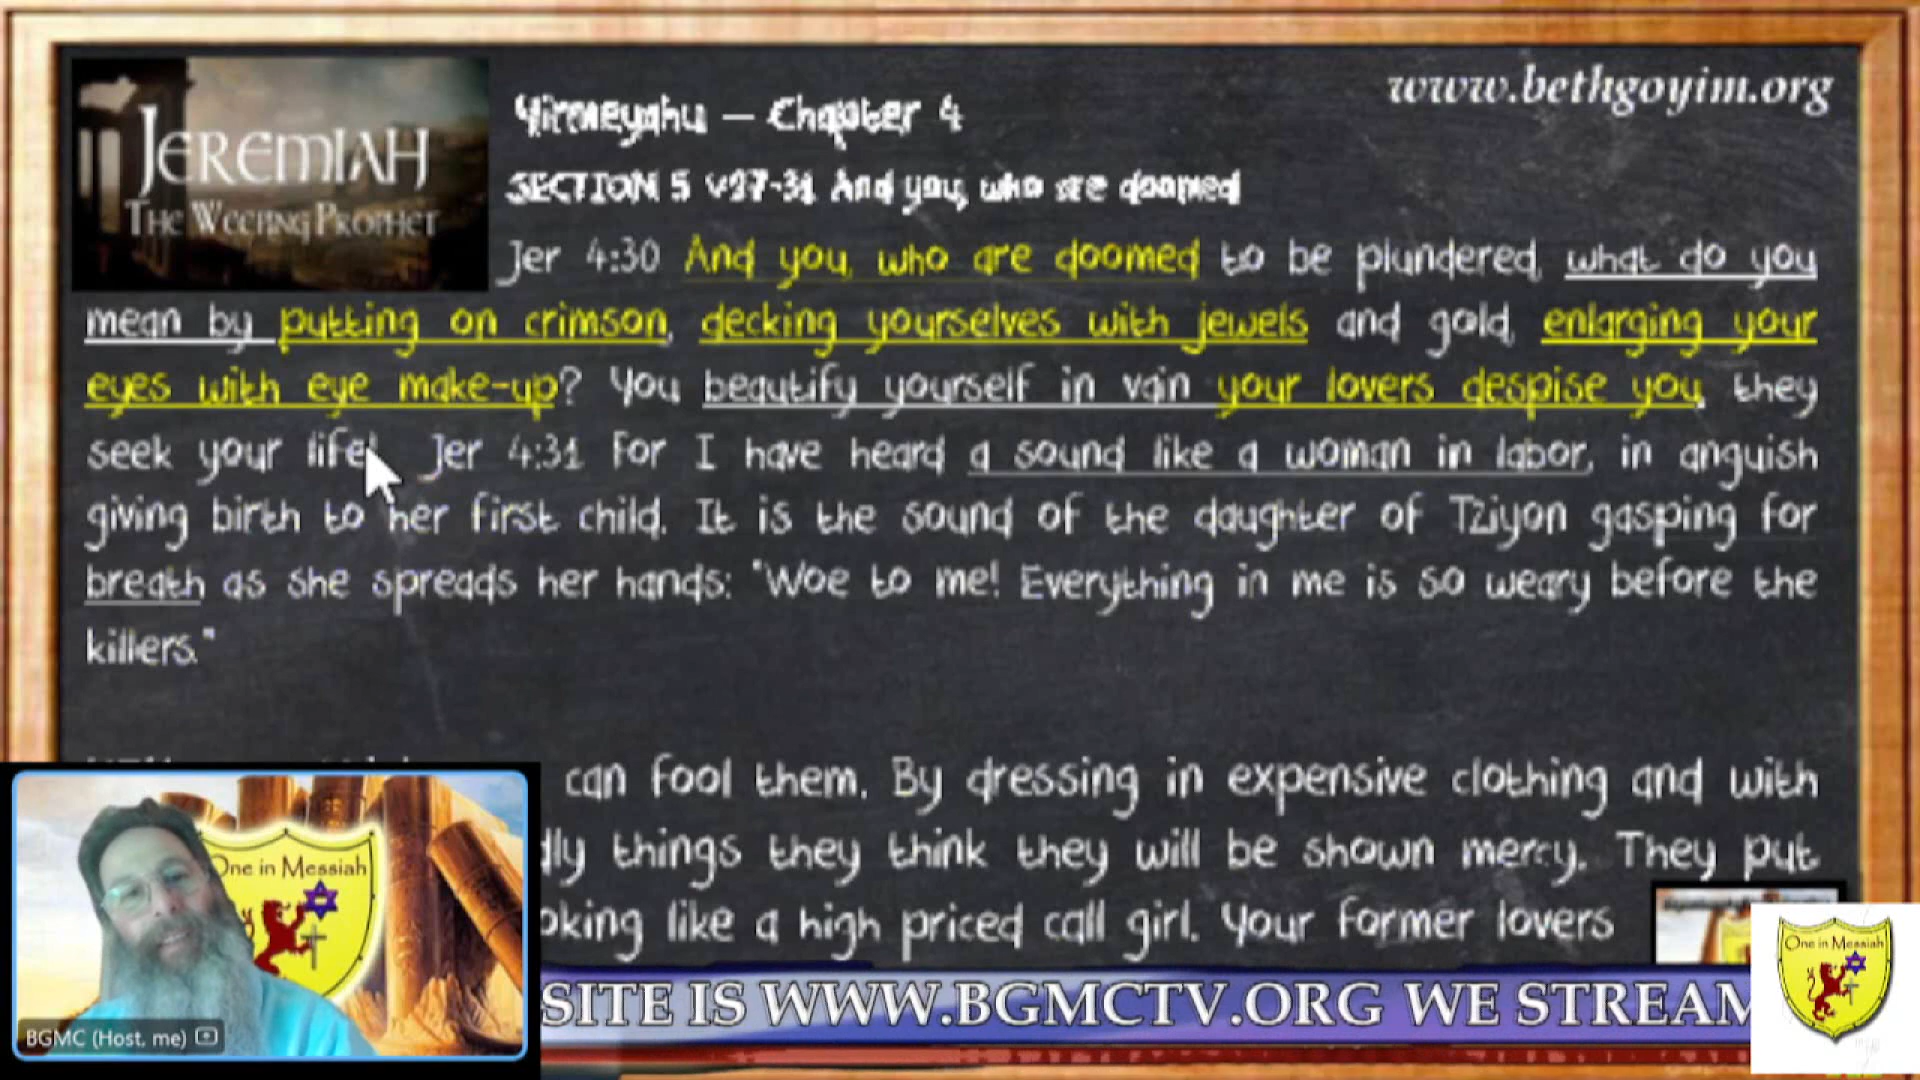 www.bethgoyim.org
JEREMIAH
THE WEEPING PROPHET
Yirmeyahu – Chapter 4
SECTION 5 v27-31 And you, who are doomed
Jer 4:30 And you, who are doomed to be plundered, what do you
mean by putting on crimson, decking yourselves with jewels and gold, enlarging your
eyes with eye make-up? You beautify yourself in vain your lovers despise you, they
seek your life! Jer 4:31 For I have heard a sound like a woman in labor, in anguish
giving birth to her first child. It is the sound of the daughter of Tziyon gasping for
breath as she spreads her hands: "Woe to me! Everything in me is so weary before the
killers."
can fool them. By dressing in expensive clothing and with
dly things they think they will be shown mercy. They put
oking like a high priced call girl. Your former lovers
One in Messiah
BGMC (Host, me)
SITE IS WWW.BGMCTV.ORG WE STREAM
One in Messiah